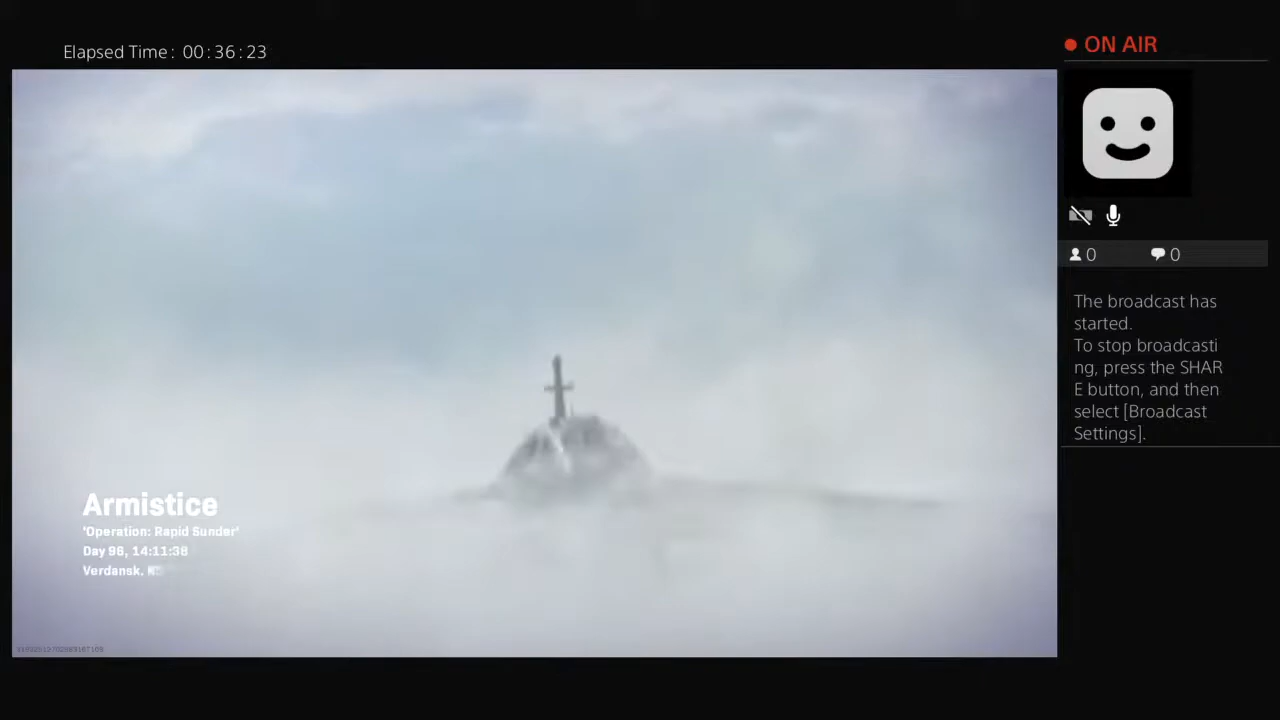 Elapsed Time: 00:36:23
ON AIR
0 0
The broadcast has
started.
To stop broadcasti
ng, press the SHAR
E button, and then
select [Broadcast
Settings].
Armistice
'Operation: Rapid Sunder'
Day 96, 14:11:38
Verdansk,